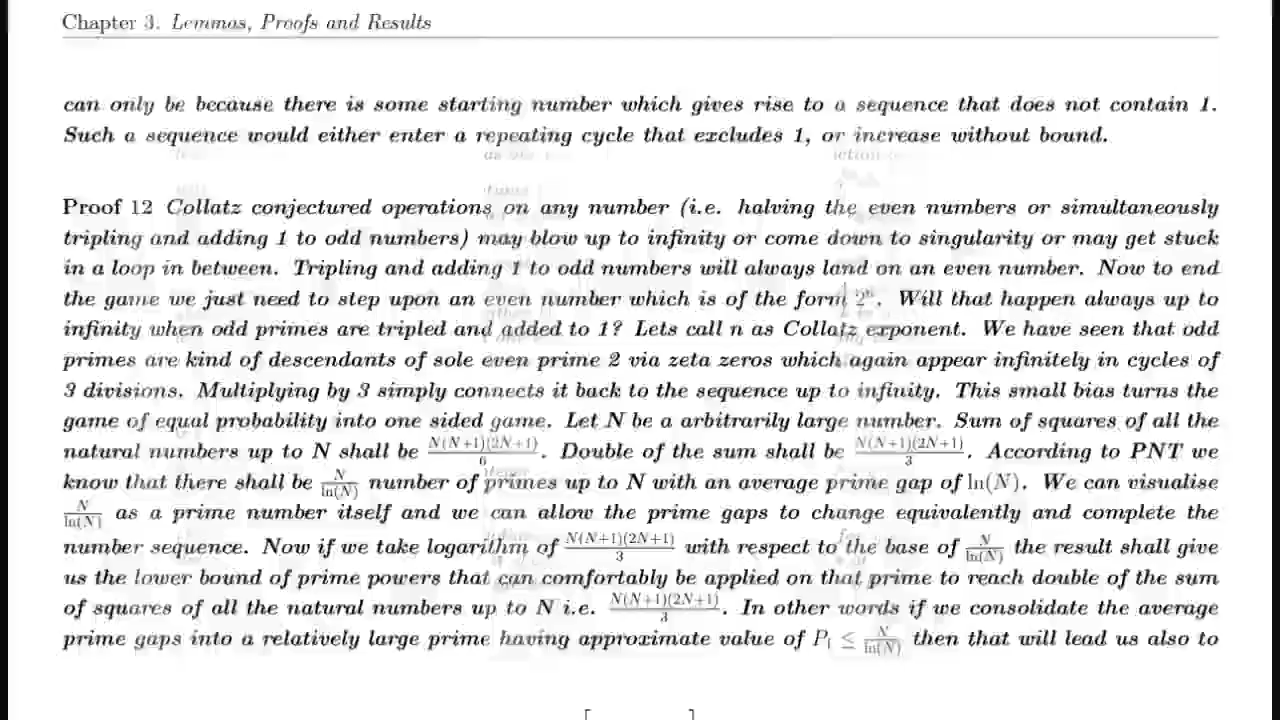 Chapter 3. Lemmas, Proofs and Results
can only be because there is some starting number which gives rise to a sequence that does not contain 1.
Such a sequence would either enter a repeating cycle that excludes 1, or increase without bound.
Proof 12 Collatz conjectured operations on any number (i.e. halving the even numbers or simultaneously
tripling and adding 1 to odd numbers) may blow up to infinity or come down to singularity or may get stuck
in a loop in between. Tripling and adding 1 to odd numbers will always land on an even number. Now to end
the game we just need to step upon an even number which is of the form 2ⁿ. Will that happen always up to
infinity when odd primes are tripled and added to 1? Lets call n as Collatz exponent. We have seen that odd
primes are kind of descendants of sole even prime 2 via zeta zeros which again appear infinitely in cycles of
3 divisions. Multiplying by 3 simply connects it back to the sequence up to infinity. This small bias turns the
game of equal probability into one sided game. Let N be a arbitrarily large number. Sum of squares of all the
natural numbers up to N shall be N(N+1)(2N+1)/6. Double of the sum shall be N(N+1)(2N+1)/3. According to PNT we
know that there shall be N/ln(N) number of primes up to N with an average prime gap of ln(N). We can visualise
N/ln(N) as a prime number itself and we can allow the prime gaps to change equivalently and complete the
number sequence. Now if we take logarithm of N(N+1)(2N+1)/3 with respect to the base of N/ln(N) the result shall give
us the lower bound of prime powers that can comfortably be applied on that prime to reach double of the sum
of squares of all the natural numbers up to N i.e. N(N+1)(2N+1)/3. In other words if we consolidate the average
prime gaps into a relatively large prime having approximate value of P₁ ≤ N/ln(N) then that will lead us also to